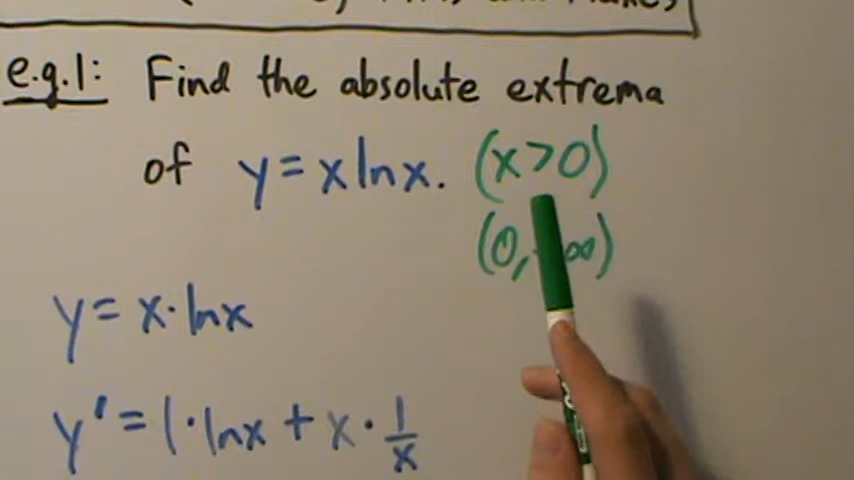 e.g.1: Find the absolute extrema
of y = x ln x. (x > 0)
(0, ∞)
y = x · ln x
y' = 1 · ln x + x · 1/x